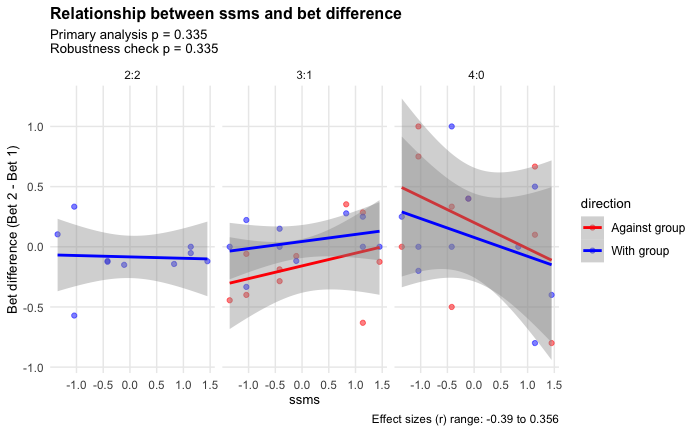 Relationship between ssms and bet difference
Primary analysis p = 0.335
Robustness check p = 0.335
2:2
3:1
4:0
Bet difference (Bet 2 - Bet 1)
1.0
0.5
0.0
-0.5
-1.0
-1.0 -0.5 0.0 0.5 1.0 1.5
-1.0 -0.5 0.0 0.5 1.0 1.5
-1.0 -0.5 0.0 0.5 1.0 1.5
ssms
direction
Against group
With group
Effect sizes (r) range: -0.39 to 0.356